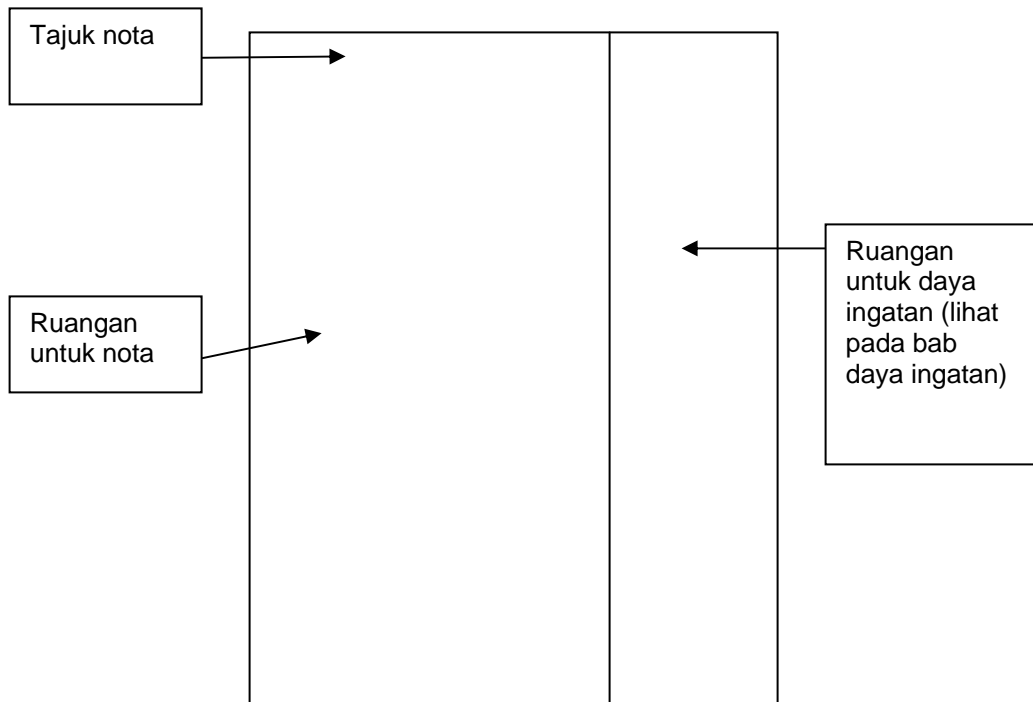 Tajuk nota
Ruangan
untuk nota
Ruangan
untuk daya
ingatan (lihat
pada bab
daya ingatan)